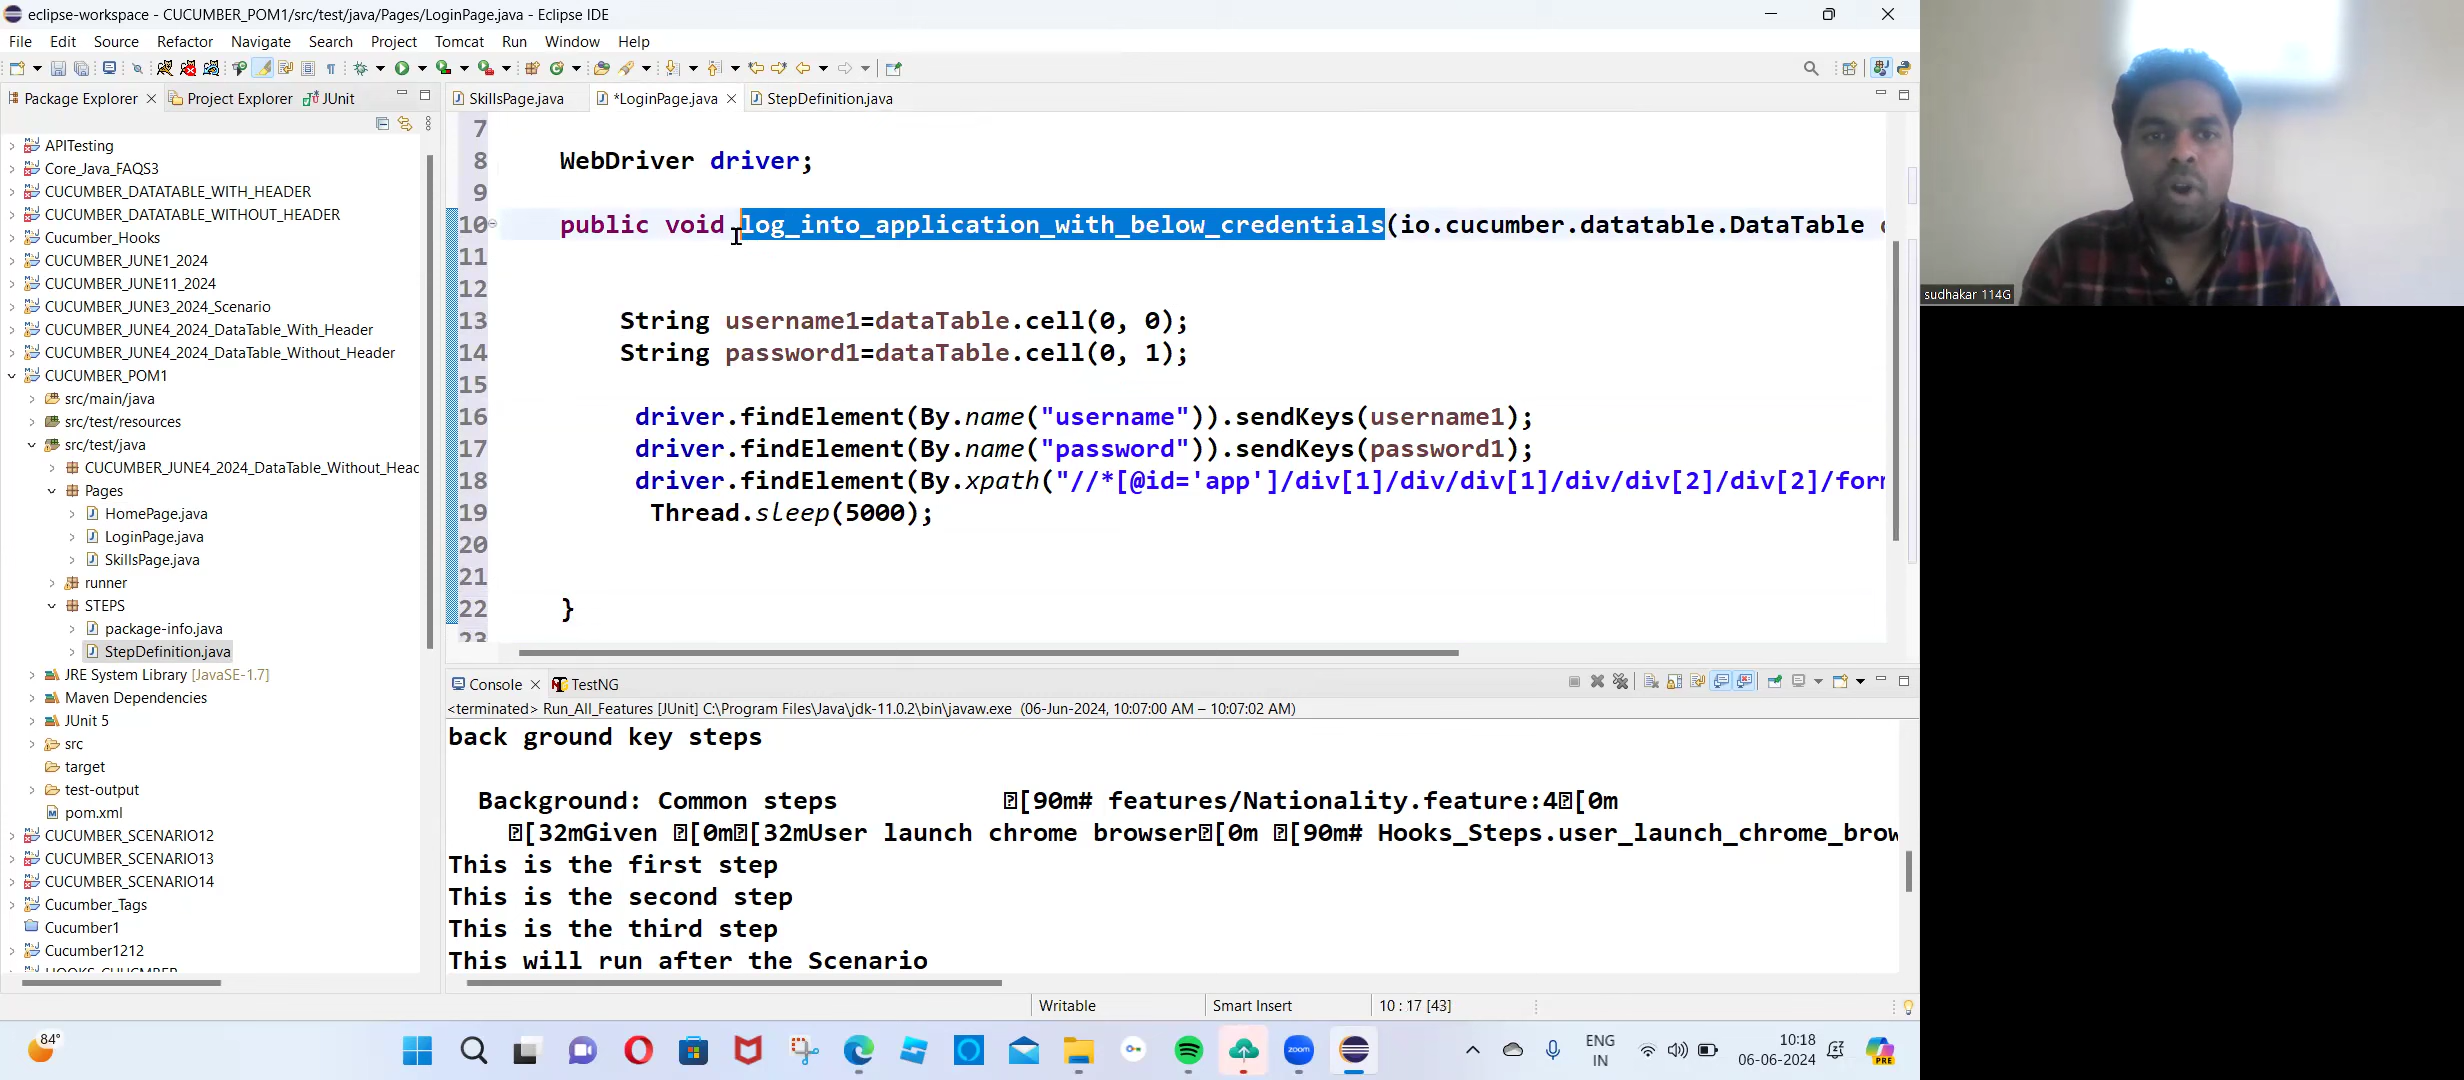 eclipse-workspace - CUCUMBER_POM1/src/test/java/Pages/LoginPage.java - Eclipse IDE
File Edit Source Refactor Navigate Search Project Tomcat Run Window Help
Package Explorer Project Explorer JUnit
SkillsPage.java *LoginPage.java StepDefinition.java
APITesting
Core_Java_FAQS3
CUCUMBER_DATATABLE_WITH_HEADER
CUCUMBER_DATATABLE_WITHOUT_HEADER
Cucumber_Hooks
CUCUMBER_JUNE1_2024
CUCUMBER_JUNE11_2024
CUCUMBER_JUNE3_2024_Scenario
CUCUMBER_JUNE4_2024_DataTable_With_Header
CUCUMBER_JUNE4_2024_DataTable_Without_Header
CUCUMBER_POM1
src/main/java
src/test/resources
src/test/java
CUCUMBER_JUNE4_2024_DataTable_Without_Heac
Pages
HomePage.java
LoginPage.java
SkillsPage.java
runner
STEPS
package-info.java
StepDefinition.java
JRE System Library [JavaSE-1.7]
Maven Dependencies
JUnit 5
src
target
test-output
pom.xml
CUCUMBER_SCENARIO12
CUCUMBER_SCENARIO13
CUCUMBER_SCENARIO14
Cucumber_Tags
Cucumber1
Cucumber1212
7
8 WebDriver driver;
9
10 public void log_into_application_with_below_credentials(io.cucumber.datatable.DataTable
11
12
13 String username1=dataTable.cell(0, 0);
14 String password1=dataTable.cell(0, 1);
15
16 driver.findElement(By.name("username")).sendKeys(username1);
17 driver.findElement(By.name("password")).sendKeys(password1);
18 driver.findElement(By.xpath("//*[@id='app']/div[1]/div/div[1]/div/div[2]/div[2]/for
19 Thread.sleep(5000);
20
21
22 }
23
Console TestNG
<terminated> Run_All_Features [JUnit] C:\Program Files\Java\jdk-11.0.2\bin\javaw.exe (06-Jun-2024, 10:07:00 AM – 10:07:02 AM)
back ground key steps
Background: Common steps [90m# features/Nationality.feature:4[0m
[32mGiven [0m[32mUser launch chrome browser[0m [90m# Hooks_Steps.user_launch_chrome_brow
This is the first step
This is the second step
This is the third step
This will run after the Scenario
Writable Smart Insert 10 : 17 [43]
84°
zoom
ENG
IN
10:18
06-06-2024
PRE
sudhakar 114G